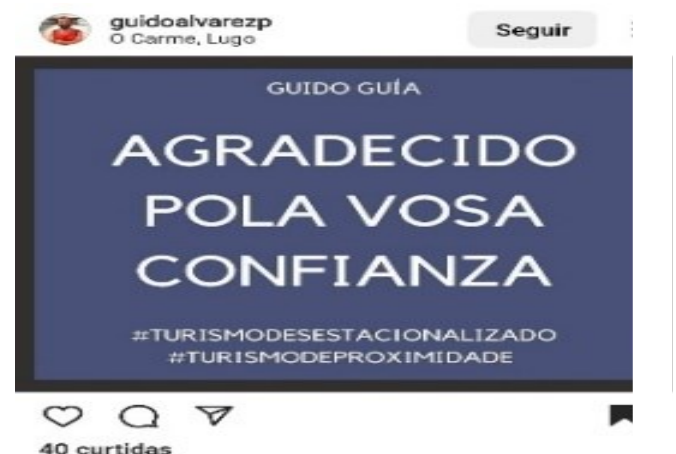 guidoalvarezp
O Carme, Lugo
Seguir
GUIDO GUÍA
AGRADECIDO
POLA VOSA
CONFIANZA
#TURISMODESESTACIONALIZADO
#TURISMODEPROXIMIDADE
40 curtidas